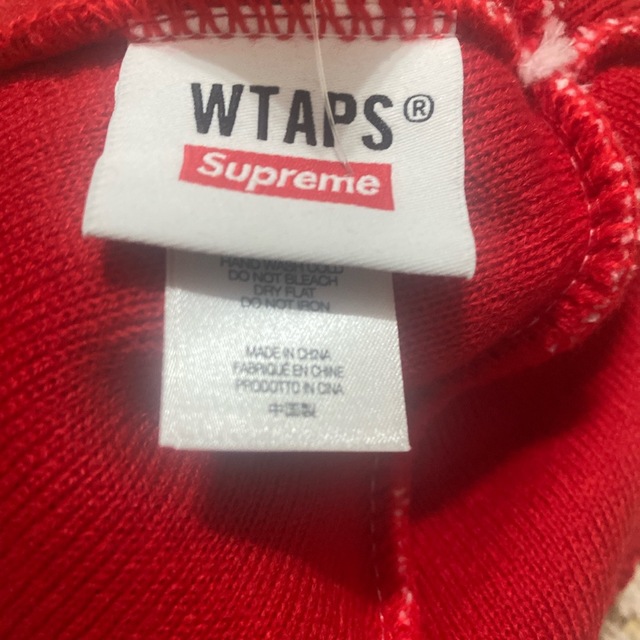 WTAPS®
Supreme
HAND WASH COLD
DO NOT BLEACH
DRY FLAT
DO NOT IRON
MADE IN CHINA
FABRIQUÉ EN CHINE
PRODOTTO IN CINA
中国製